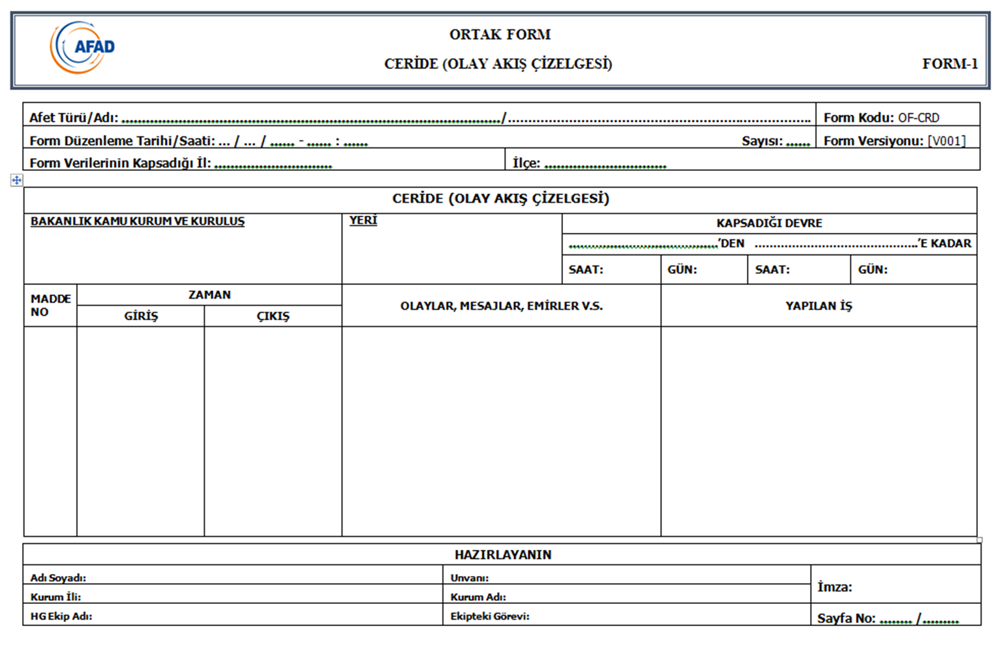 AFAD
ORTAK FORM
CERİDE (OLAY AKIŞ ÇİZELGESİ)
FORM-1
Afet Türü/Adı: ............................................................................................/...........................................................................
Form Kodu: OF-CRD
Form Düzenleme Tarihi/Saati: ... / ... / ...... - ...... : ......
Sayısı: ......
Form Versiyonu: [V001]
Form Verilerinin Kapsadığı İl: .............................
İlçe: ..............................
CERİDE (OLAY AKIŞ ÇİZELGESİ)
BAKANLIK KAMU KURUM VE KURULUŞ
YERİ
KAPSADIĞI DEVRE
........................................'DEN ............................................'E KADAR
SAAT:
GÜN:
SAAT:
GÜN:
MADDE
NO
ZAMAN
GİRİŞ
ÇIKIŞ
OLAYLAR, MESAJLAR, EMİRLER V.S.
YAPILAN İŞ
HAZIRLAYANIN
Adı Soyadı:
Unvanı:
İmza:
Kurum İli:
Kurum Adı:
HG Ekip Adı:
Ekipteki Görevi:
Sayfa No: ........ /.........